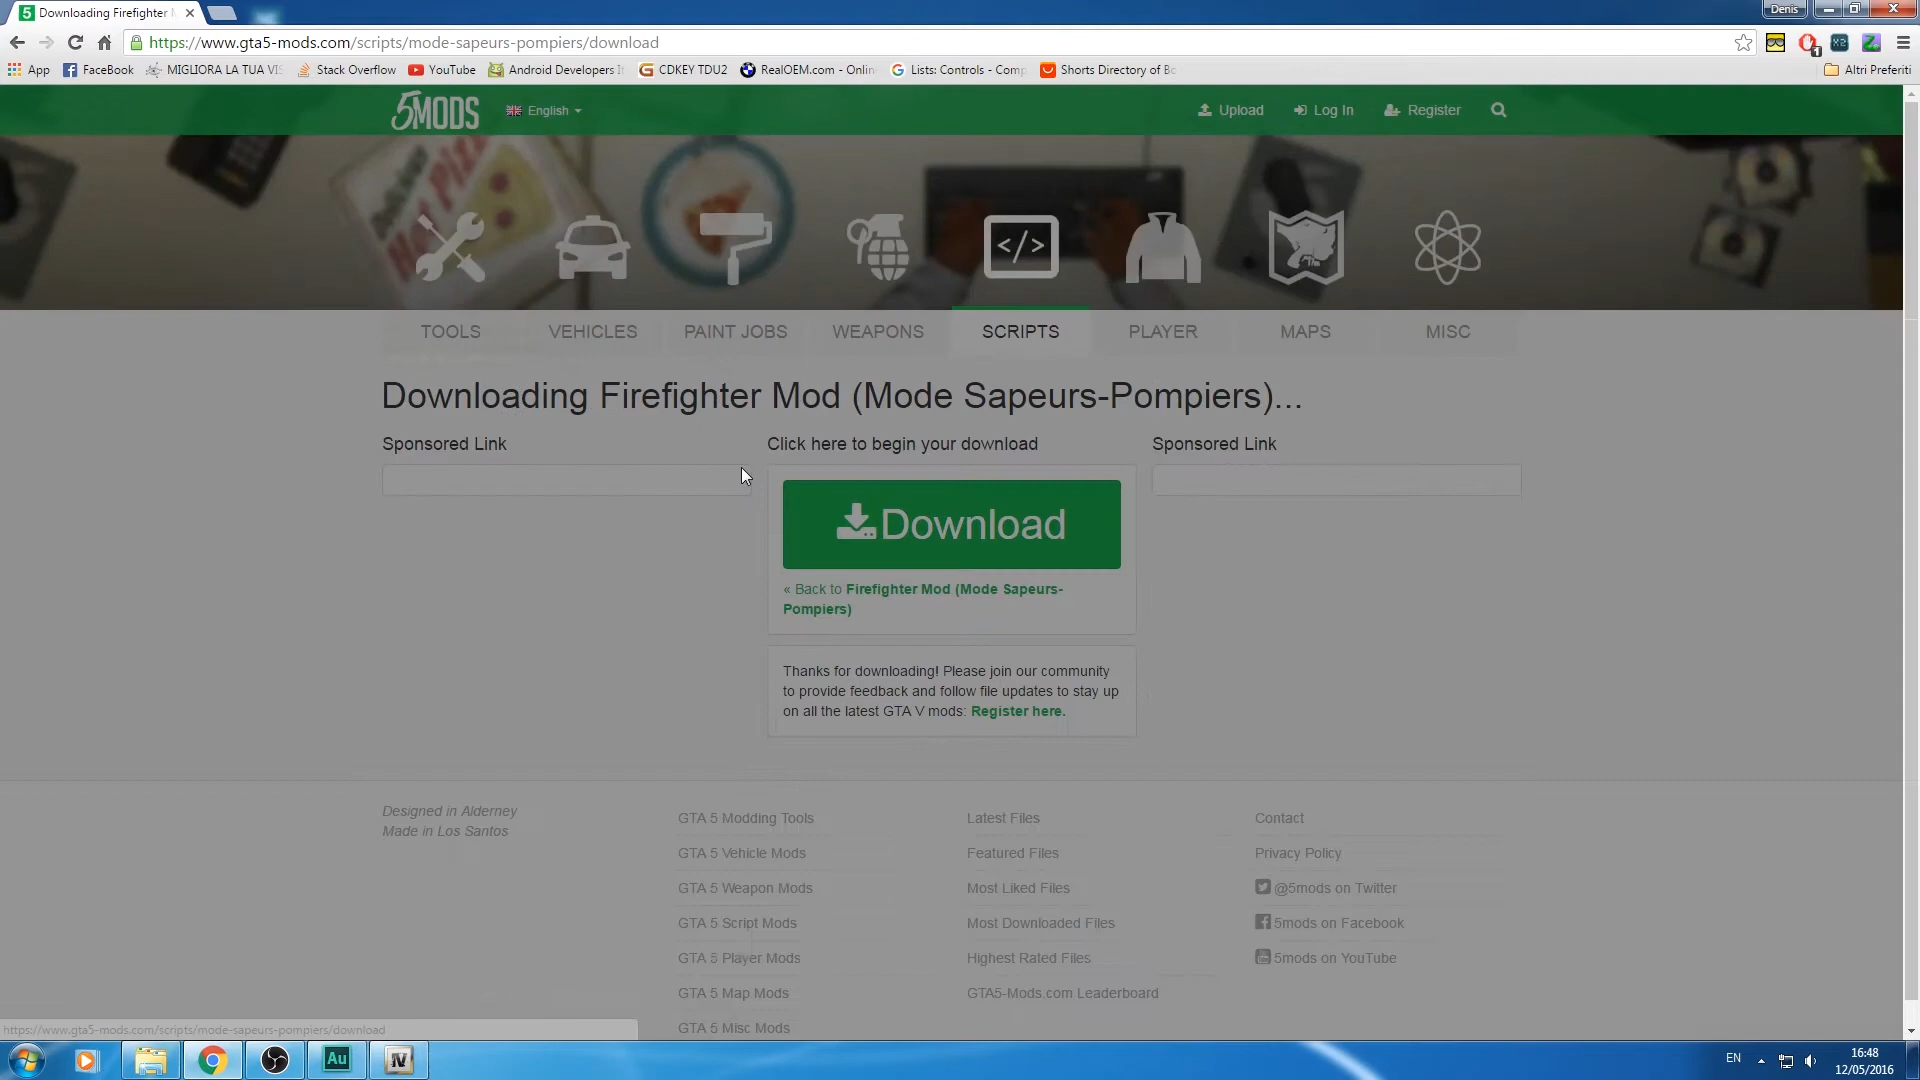 Downloading Firefighter M
Denis
https://www.gta5-mods.com/scripts/mode-sapeurs-pompiers/download
App
FaceBook
MIGLIORA LA TUA VIS
Stack Overflow
YouTube
Android Developers I
CDKEY TDU2
RealOEM.com - Onlin
Lists: Controls - Comp
Shorts Directory of Bo
Altri Preferiti
5MODS
English
Upload
Log In
Register
TOOLS
VEHICLES
PAINT JOBS
WEAPONS
SCRIPTS
PLAYER
MAPS
MISC
Downloading Firefighter Mod (Mode Sapeurs-Pompiers)...
Sponsored Link
Click here to begin your download
Sponsored Link
Download
« Back to Firefighter Mod (Mode Sapeurs-
Pompiers)
Thanks for downloading! Please join our community
to provide feedback and follow file updates to stay up
on all the latest GTA V mods: Register here.
Designed in Alderney
Made in Los Santos
GTA 5 Modding Tools
GTA 5 Vehicle Mods
GTA 5 Weapon Mods
GTA 5 Script Mods
GTA 5 Player Mods
GTA 5 Map Mods
GTA 5 Misc Mods
Latest Files
Featured Files
Most Liked Files
Most Downloaded Files
Highest Rated Files
GTA5-Mods.com Leaderboard
Contact
Privacy Policy
@5mods on Twitter
5mods on Facebook
5mods on YouTube
https://www.gta5-mods.com/scripts/mode-sapeurs-pompiers/download
Au
IV
EN
16:48
12/05/2016